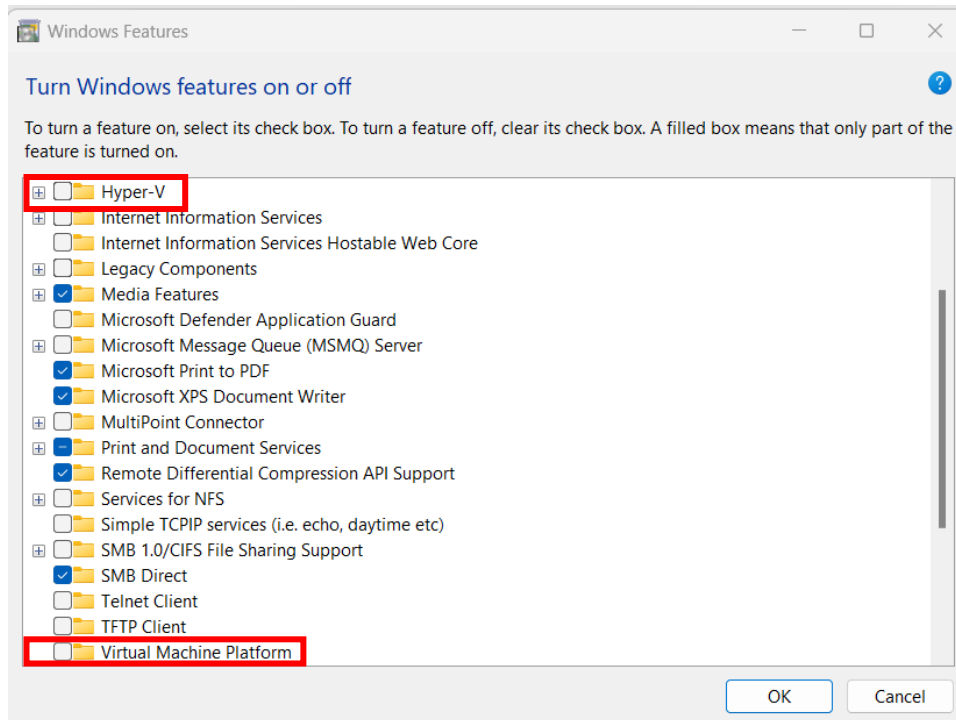 Windows Features
Turn Windows features on or off
?
To turn a feature on, select its check box. To turn a feature off, clear its check box. A filled box means that only part of the
feature is turned on.
Hyper-V
Internet Information Services
Internet Information Services Hostable Web Core
Legacy Components
Media Features
Microsoft Defender Application Guard
Microsoft Message Queue (MSMQ) Server
Microsoft Print to PDF
Microsoft XPS Document Writer
MultiPoint Connector
Print and Document Services
Remote Differential Compression API Support
Services for NFS
Simple TCPIP services (i.e. echo, daytime etc)
SMB 1.0/CIFS File Sharing Support
SMB Direct
Telnet Client
TFTP Client
Virtual Machine Platform
OK Cancel